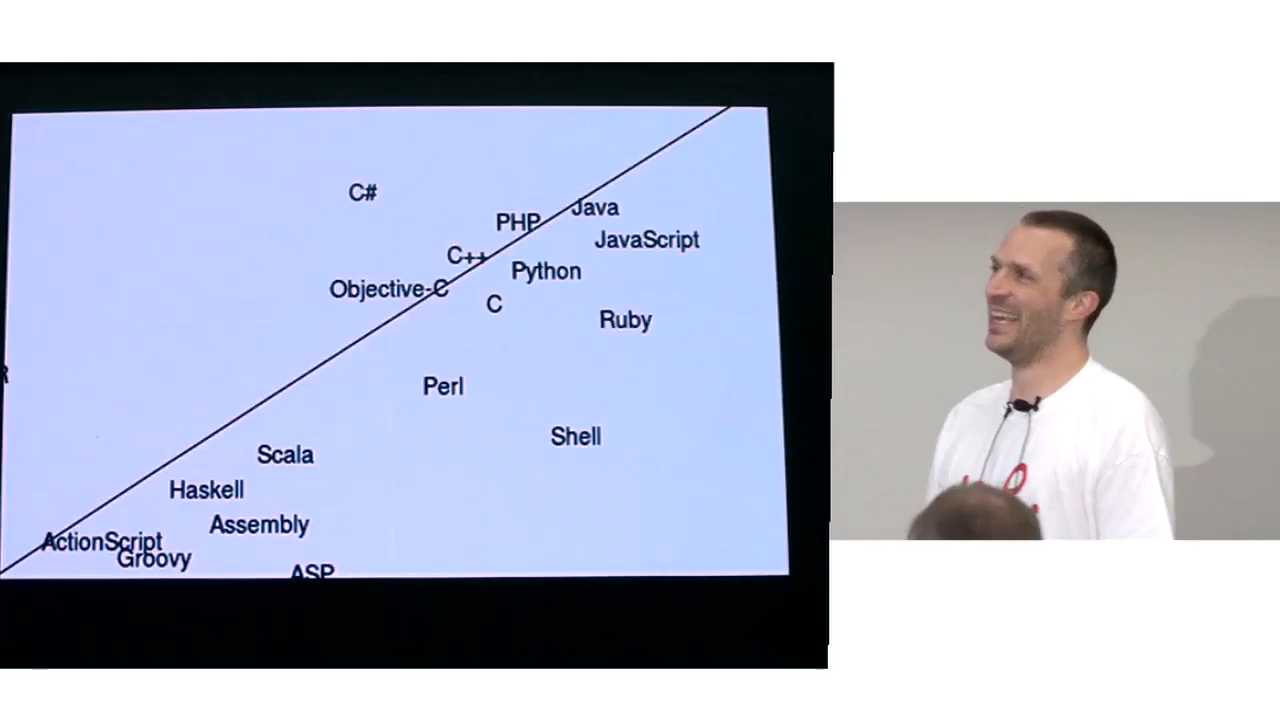 C#
Java
PHP
JavaScript
C++
Python
Objective-C
C
Ruby
R
Perl
Shell
Scala
Haskell
Assembly
ActionScript
Groovy
ASP